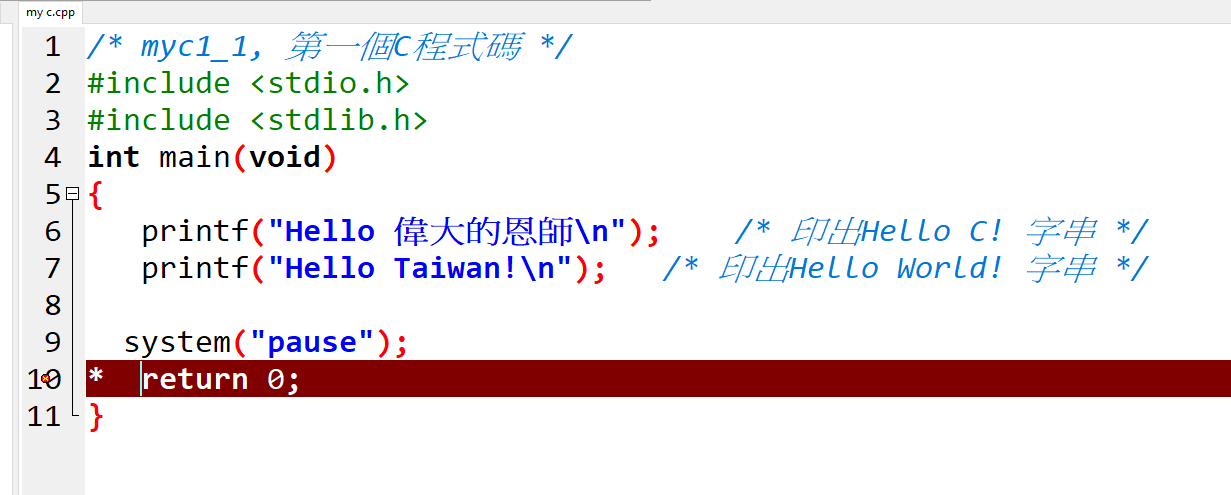 my c.cpp
1 /* myc1_1, 第一個C程式碼 */
2 #include <stdio.h>
3 #include <stdlib.h>
4 int main(void)
5 {
6 printf("Hello 偉大的恩師\n"); /* 印出Hello C! 字串 */
7 printf("Hello Taiwan!\n"); /* 印出Hello World! 字串 */
8
9 system("pause");
10 * return 0;
11 }